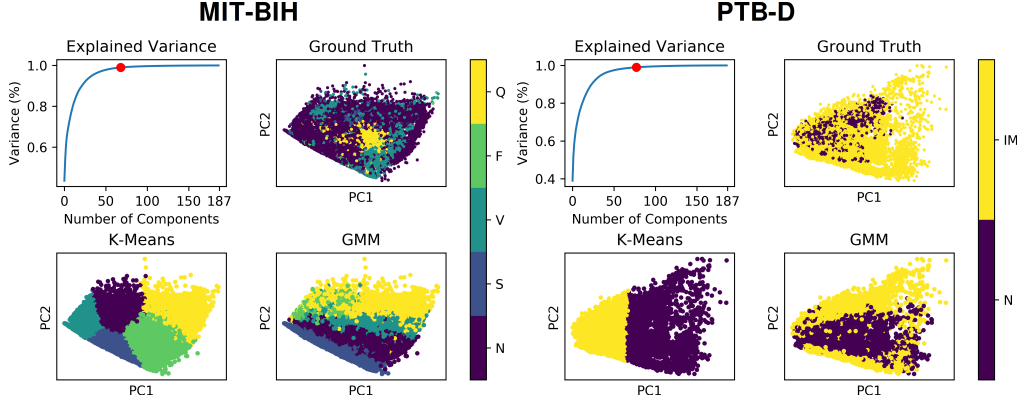 MIT-BIH
PTB-D
Explained Variance
Ground Truth
Explained Variance
Ground Truth
1.0
0.8
0.6
Variance (%)
0 50 100 150 187
Number of Components
PC2
PC1
Q
F
V
S
N
1.0
0.8
0.6
0.4
Variance (%)
0 50 100 150 187
Number of Components
PC2
PC1
IM
N
K-Means
GMM
K-Means
GMM
PC2
PC1
PC2
PC1
PC2
PC1
PC2
PC1